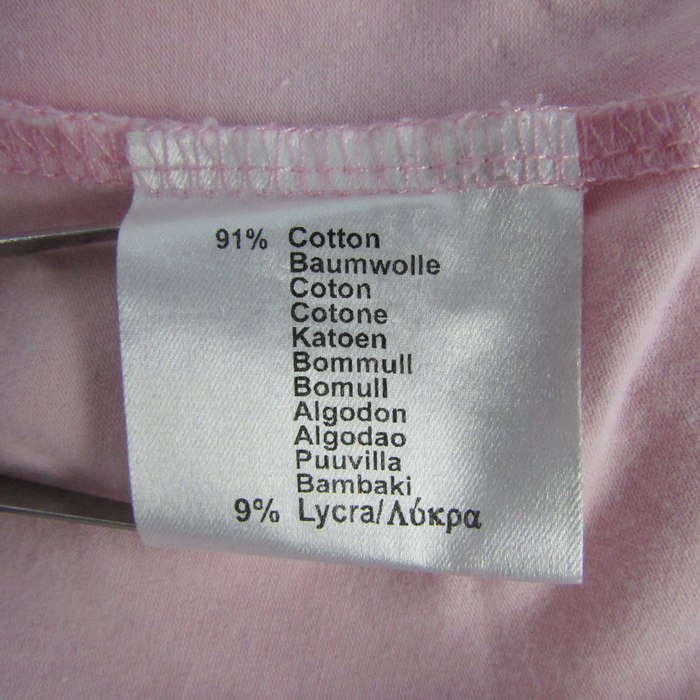 91% Cotton
Baumwolle
Coton
Cotone
Katoen
Bommull
Bomull
Algodon
Algodao
Puuvilla
Bambaki
9% Lycra/Λύκρα